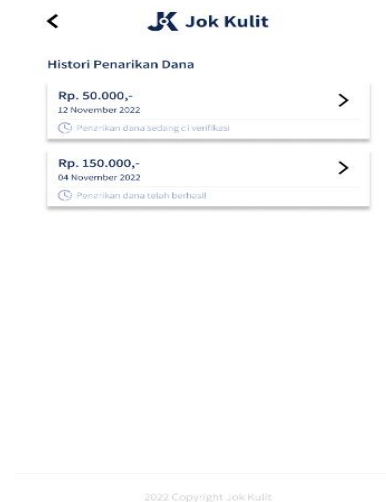 JK Jok Kulit
Histori Penarikan Dana
Rp. 50.000,-
12 November 2022
Penarikan dana sedang di verifikasi
Rp. 150.000,-
04 November 2022
Penarikan dana telah berhasil
2022 Copyright Jok Kulit